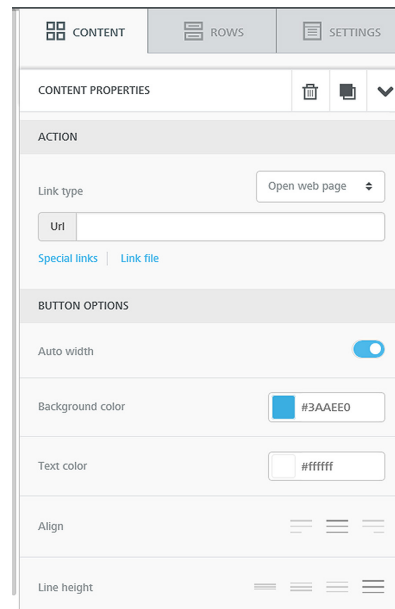 CONTENT ROWS SETTINGS
CONTENT PROPERTIES
ACTION
Link type Open web page
Url
Special links Link file
BUTTON OPTIONS
Auto width
Background color #3AAEE0
Text color #ffffff
Align
Line height